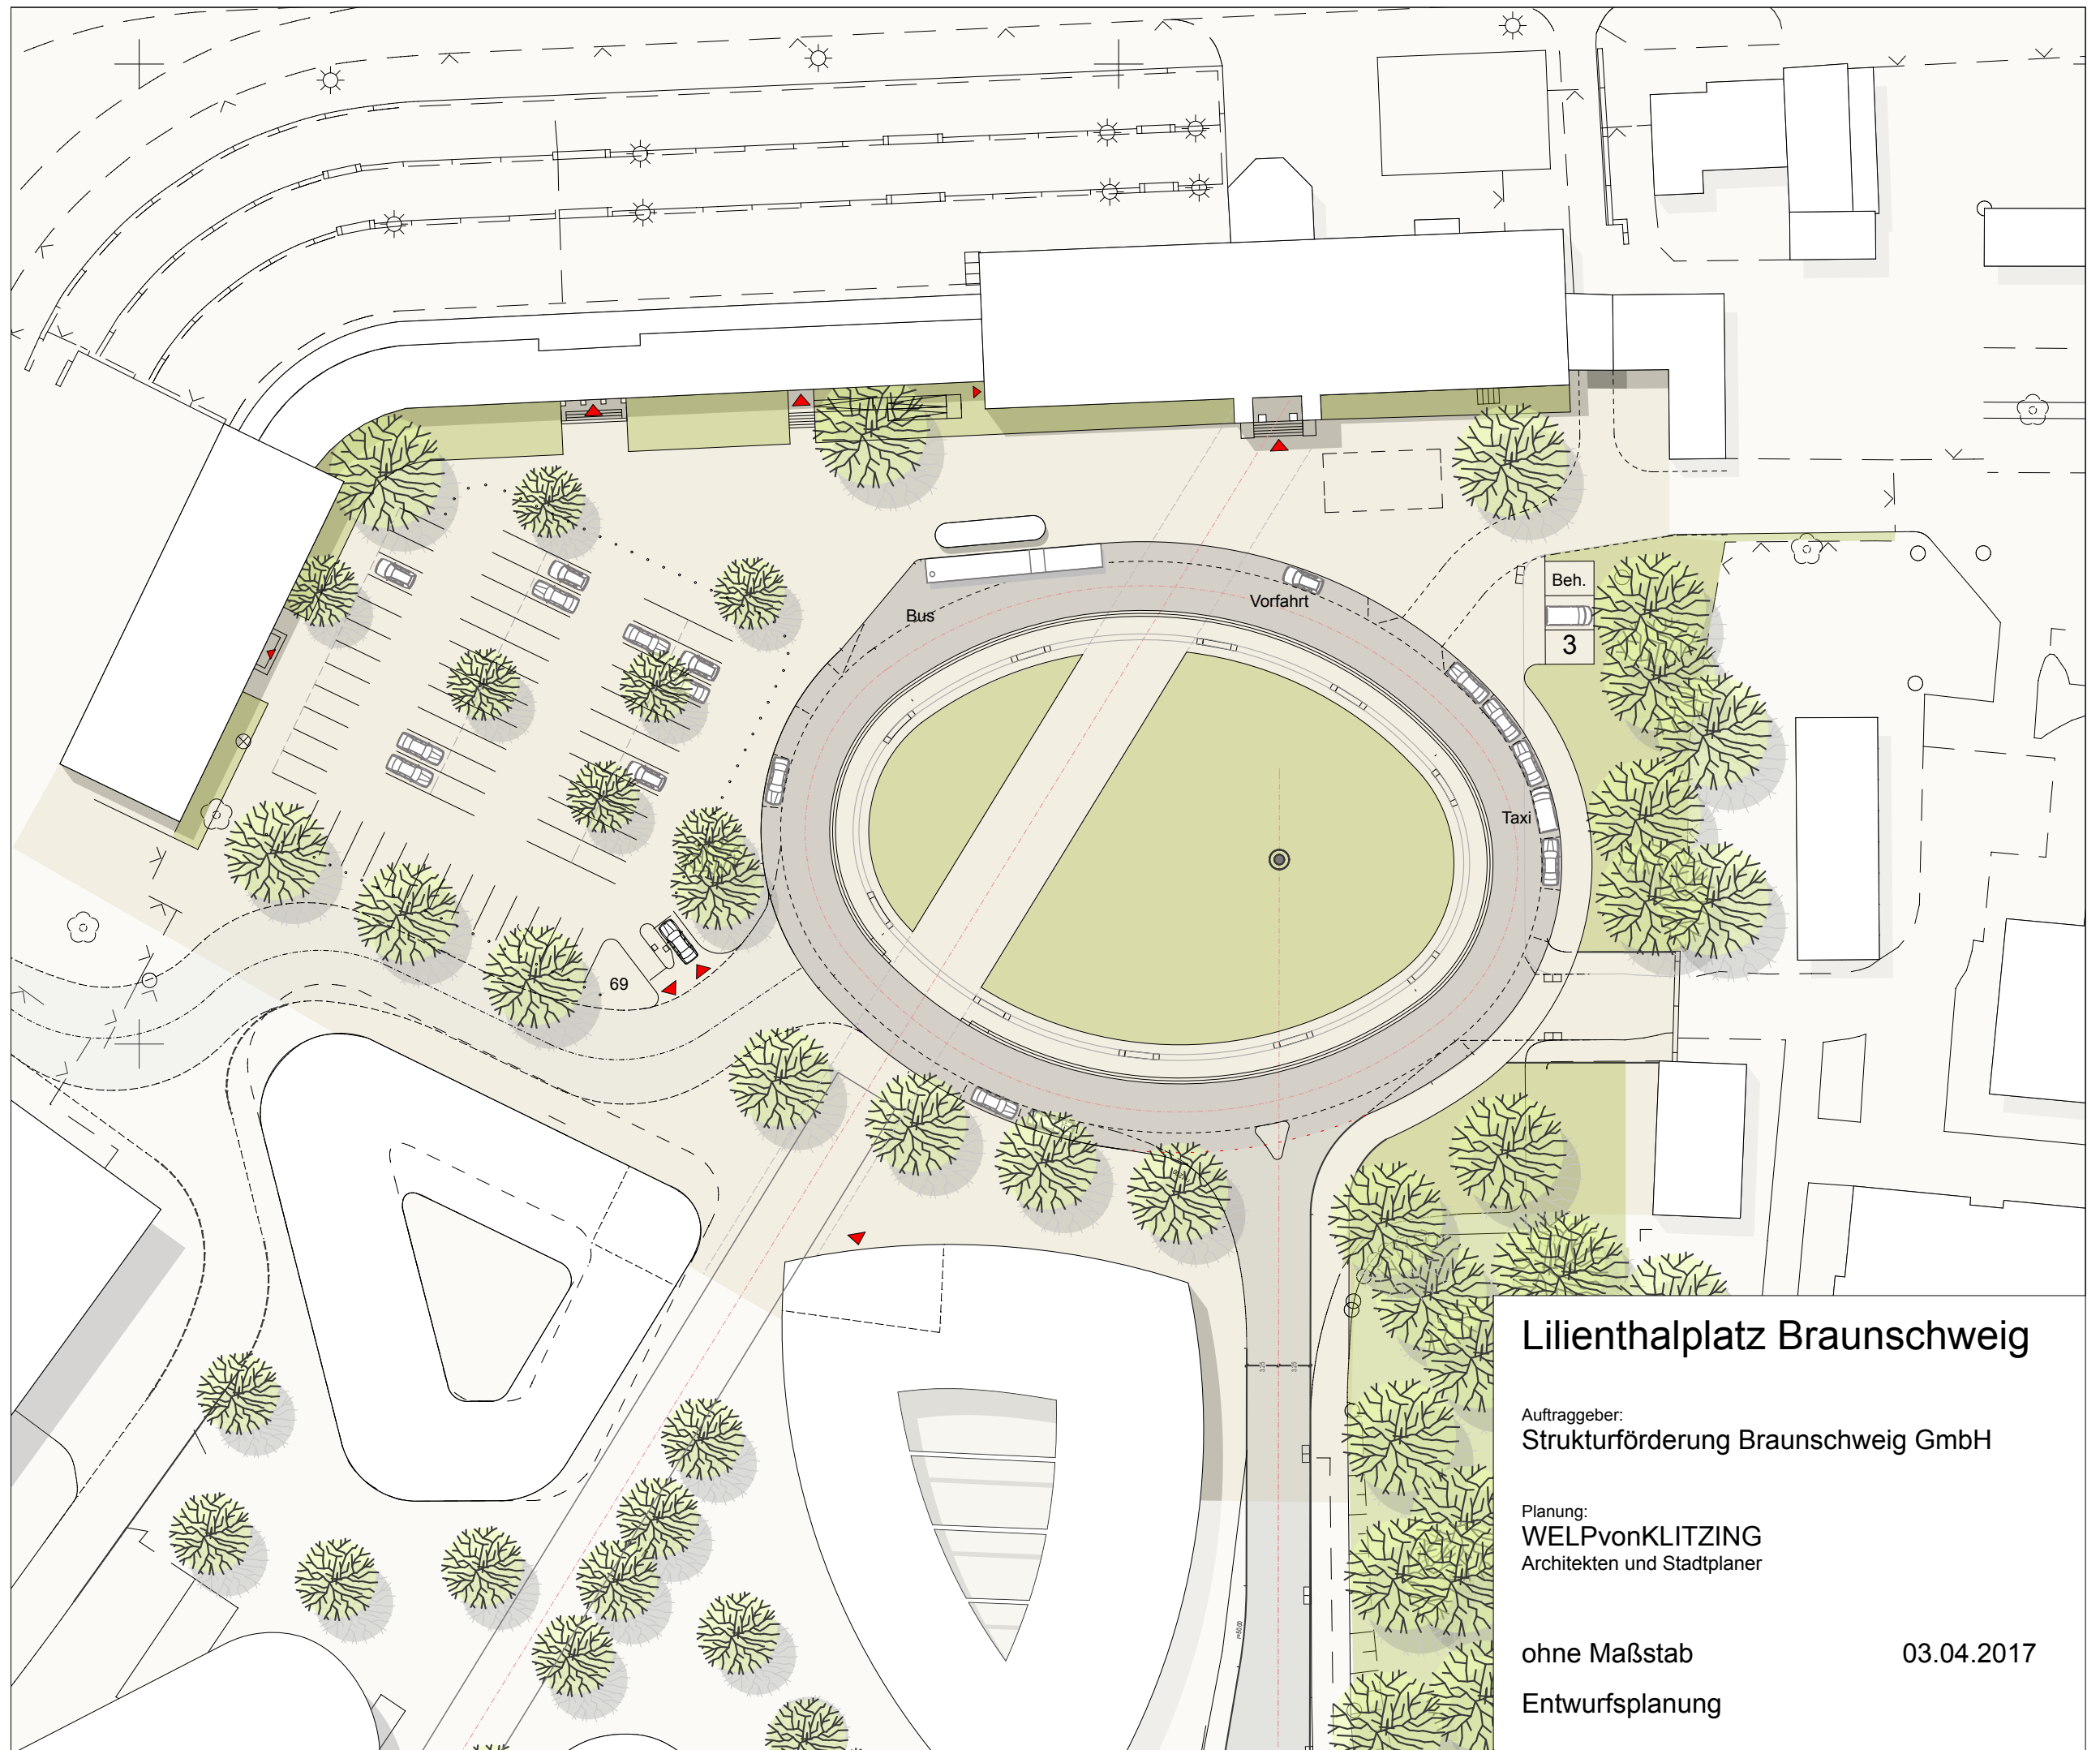 Beh.
3
Vorfahrt
Bus
Taxi
69
Lilienthalplatz Braunschweig
Auftraggeber:
Strukturförderung Braunschweig GmbH
Planung:
WELPvonKLITZING
Architekten und Stadtplaner
ohne Maßstab 03.04.2017
Entwurfsplanung